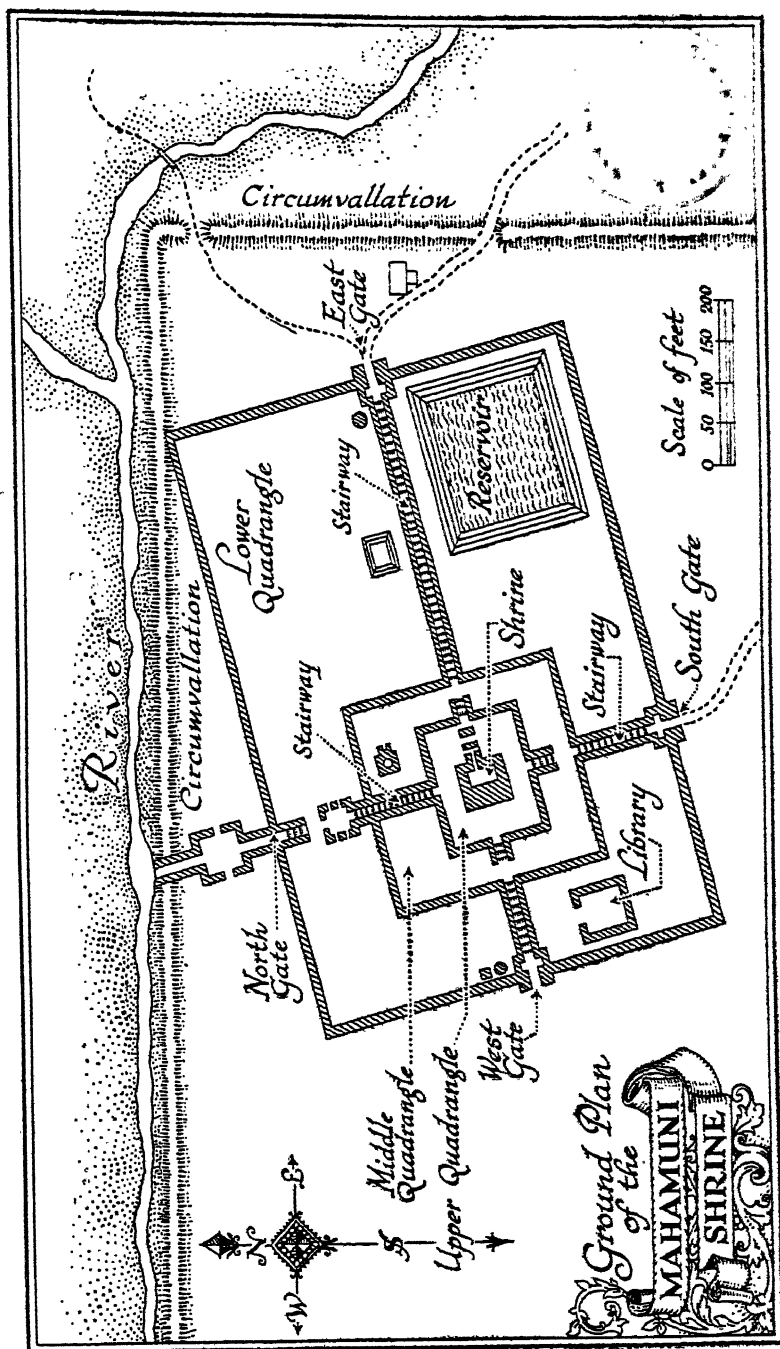 River
Circumvallation
Circumvallation
North
Gate
Stairway
Lower
Quadrangle
Stairway
East
Gate
Reservoir
Shrine
Stairway
South Gate
Library
West
Gate
Middle
Quadrangle
Upper Quadrangle
N
W
E
S
Scale of feet
0 50 100 150 200
Ground Plan
of the
MAHAMUNI
SHRINE